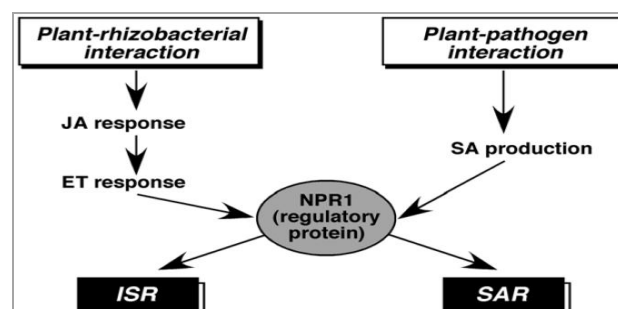 Plant-rhizobacterial
interaction
Plant-pathogen
interaction
JA response
SA production
ET response
NPR1
(regulatory
protein)
ISR
SAR